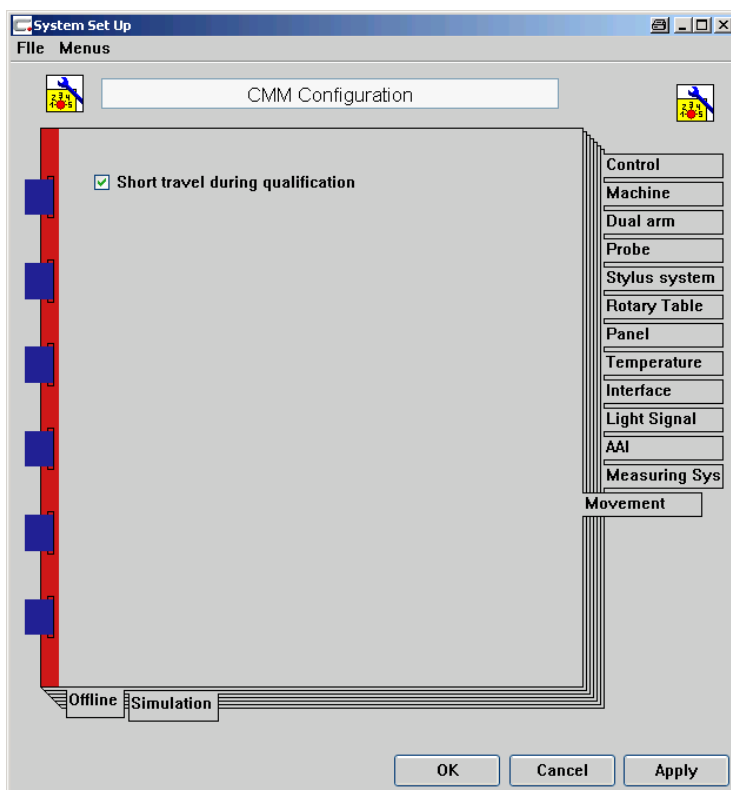 System Set Up
FIle Menus
CMM Configuration
Short travel during qualification
Control
Machine
Dual arm
Probe
Stylus system
Rotary Table
Panel
Temperature
Interface
Light Signal
AAI
Measuring Sys
Movement
Offline
Simulation
OK Cancel Apply